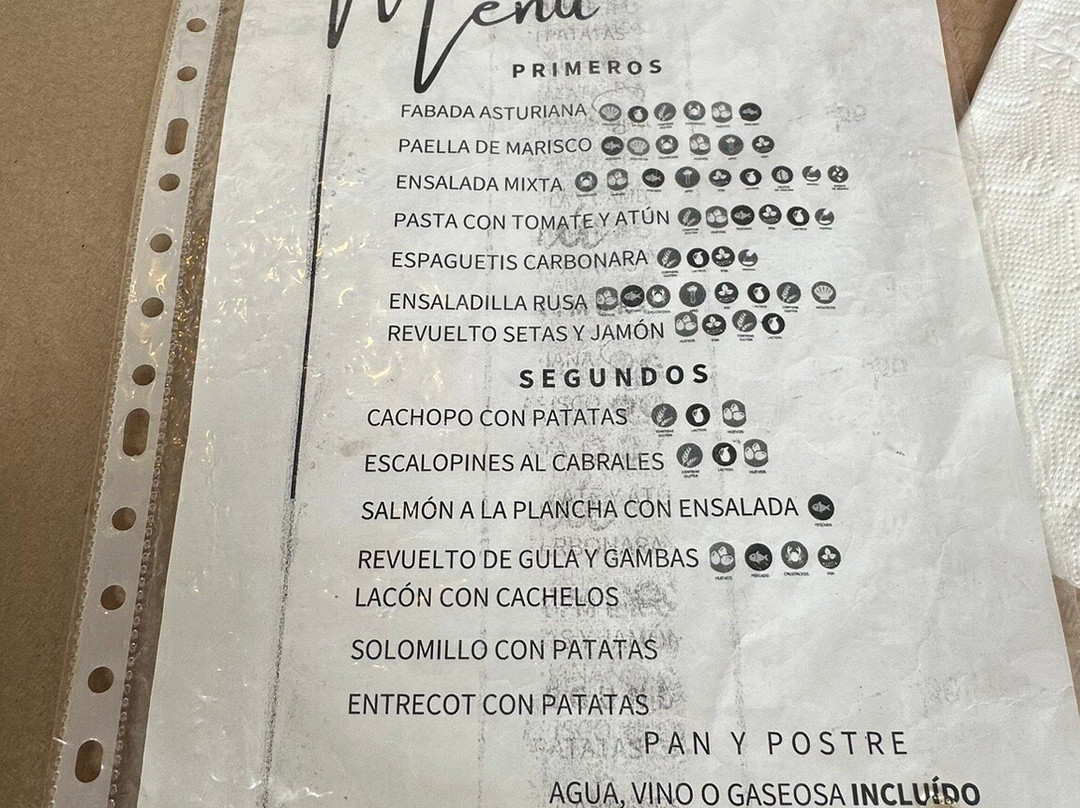 Menú
PRIMEROS
FABADA ASTURIANA
PAELLA DE MARISCO
ENSALADA MIXTA
PASTA CON TOMATE Y ATÚN
ESPAGUETIS CARBONARA
ENSALADILLA RUSA
REVUELTO SETAS Y JAMÓN
SEGUNDOS
CACHOPO CON PATATAS
ESCALOPINES AL CABRALES
SALMÓN A LA PLANCHA CON ENSALADA
REVUELTO DE GULA Y GAMBAS
LACÓN CON CACHELOS
SOLOMILLO CON PATATAS
ENTRECOT CON PATATAS
PAN Y POSTRE
AGUA, VINO O GASEOSA INCLUÍDO